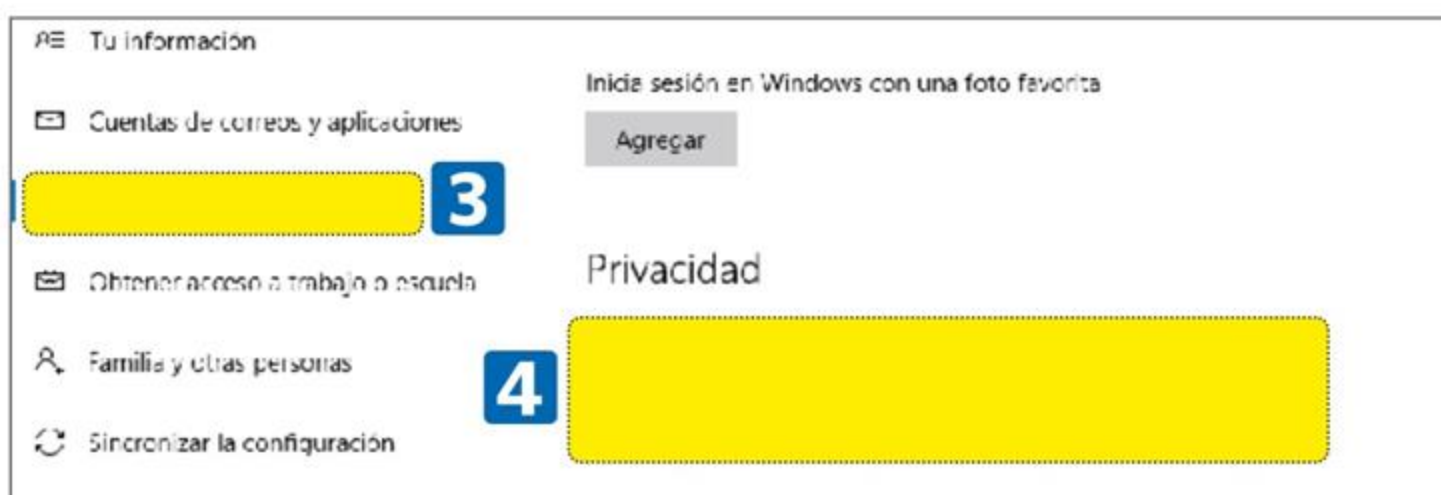 Tu información
Cuentas de correos y aplicaciones
3
Obtener acceso a trabajo o escuela
Familia y otras personas
Sincronizar la configuración
Inicia sesión en Windows con una foto favorita
Agregar
Privacidad
4